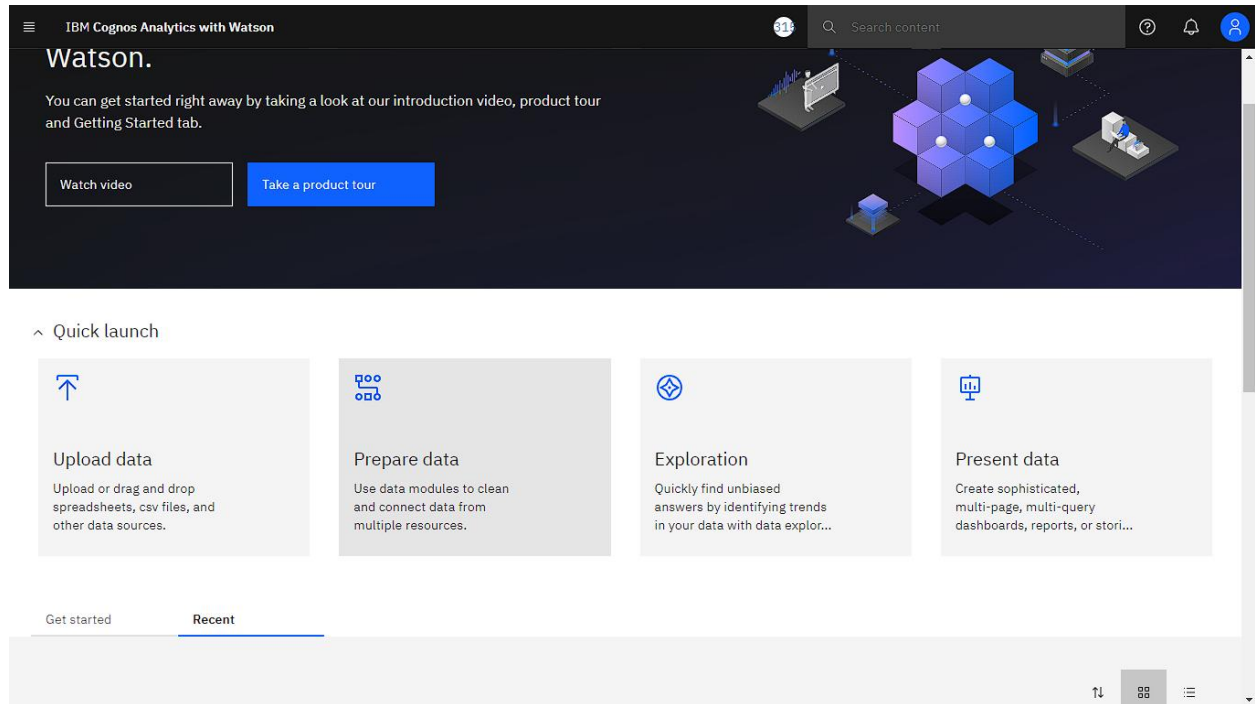 IBM Cognos Analytics with Watson
Search content
Watson.
You can get started right away by taking a look at our introduction video, product tour
and Getting Started tab.
Watch video
Take a product tour
Quick launch
Upload data
Upload or drag and drop
spreadsheets, csv files, and
other data sources.
Prepare data
Use data modules to clean
and connect data from
multiple resources.
Exploration
Quickly find unbiased
answers by identifying trends
in your data with data explor...
Present data
Create sophisticated,
multi-page, multi-query
dashboards, reports, or stori...
Get started
Recent